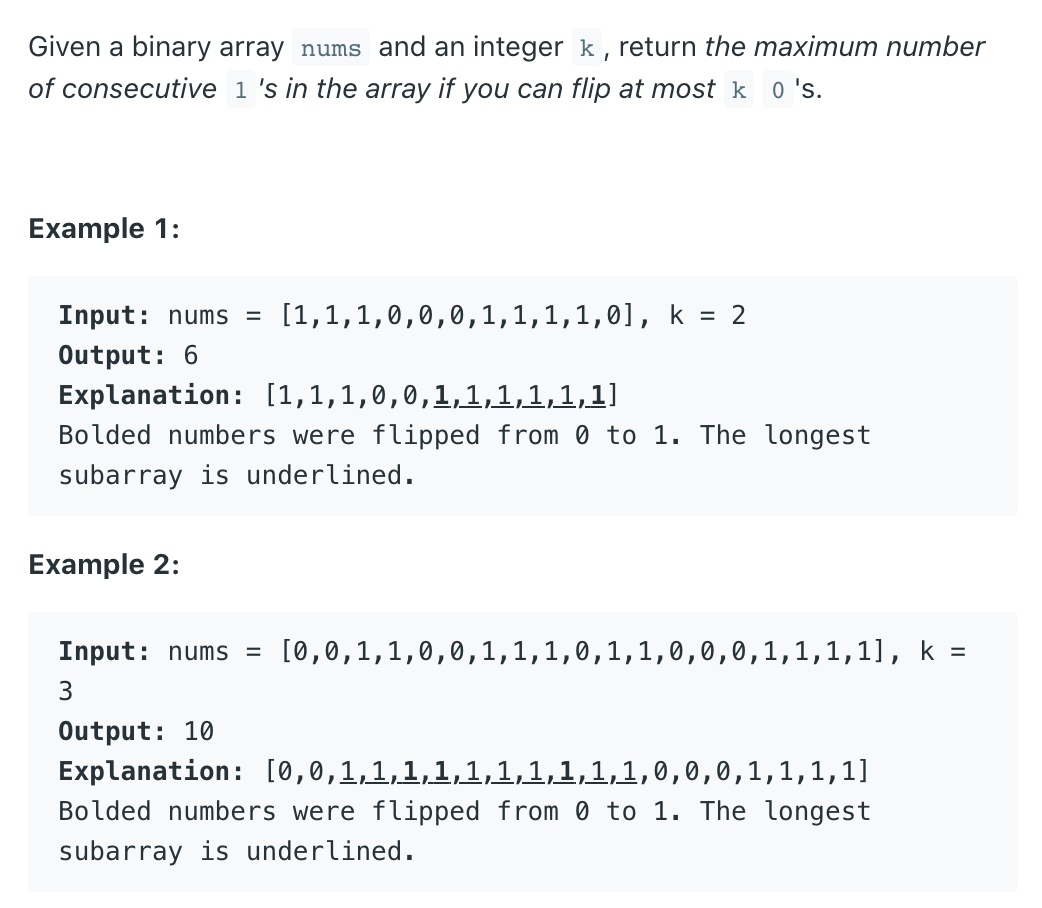 Given a binary array nums and an integer k, return the maximum number
of consecutive 1's in the array if you can flip at most k 0's.
Example 1:
Input: nums = [1,1,1,0,0,0,1,1,1,1,0], k = 2
Output: 6
Explanation: [1,1,1,0,0,1,1,1,1,1,1]
Bolded numbers were flipped from 0 to 1. The longest
subarray is underlined.
Example 2:
Input: nums = [0,0,1,1,0,0,1,1,1,0,1,1,0,0,0,1,1,1,1], k =
3
Output: 10
Explanation: [0,0,1,1,1,1,1,1,1,1,1,1,0,0,0,1,1,1,1]
Bolded numbers were flipped from 0 to 1. The longest
subarray is underlined.